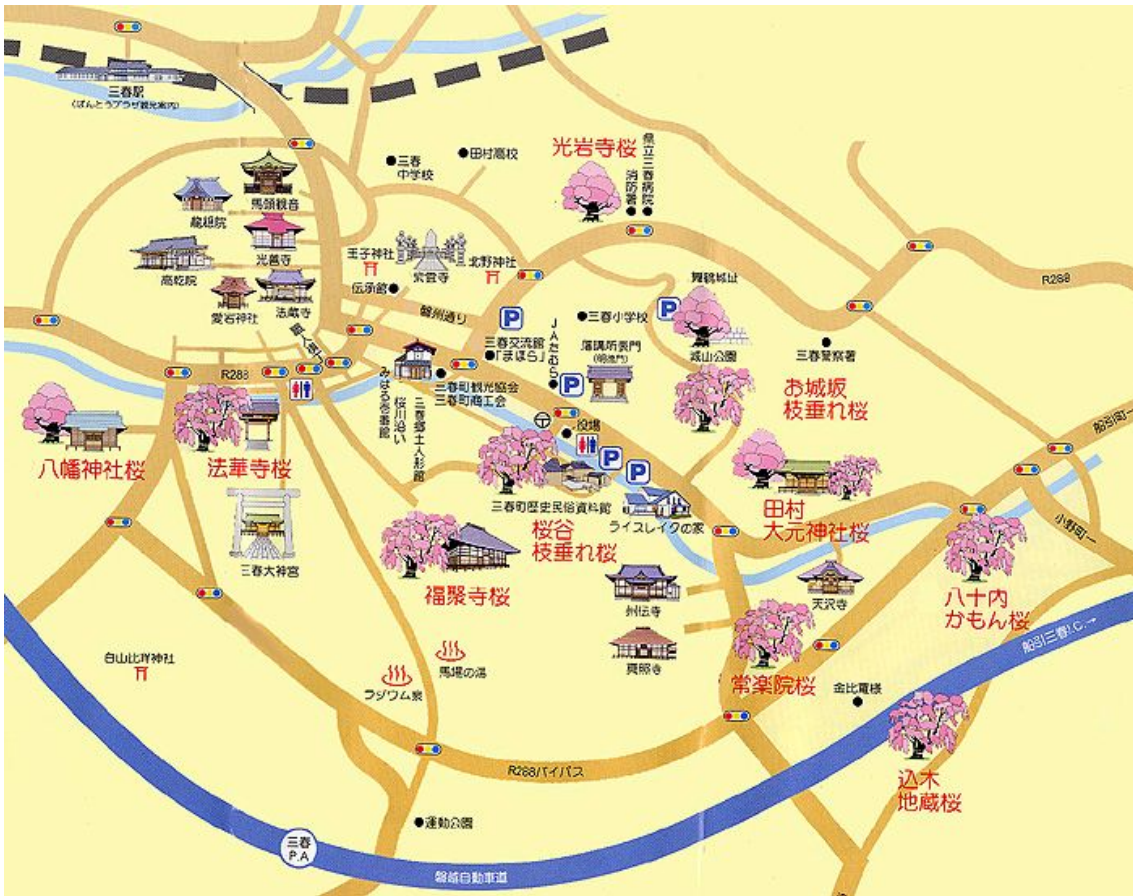 三春駅
(ばんとうプラザ観光案内)
三春
中学校
田村高校
光岩寺桜
消防署
県立三春病院
馬頭観音
龍穏院
光善寺
高乾院
愛宕神社
法蔵寺
王子神社
紫雲寺
北野神社
伝承館
磐州通り
舞鶴城址
R288
P
P
P
三春交流館
「まほら」
JAたむら
三春小学校
藩講所表門
(明徳門)
城山公園
三春警察署
お城坂
枝垂れ桜
R288
三春町観光協会
三春町商工会
みはる壱番館
桜川沿い
三春郷土人形館
役場
P
P
船引町
八幡神社桜
法華寺桜
三春町歴史民俗資料館
桜谷
枝垂れ桜
ライスレイクの家
田村
大元神社桜
小野町
三春大神宮
福聚寺桜
州伝寺
天沢寺
八十内
かもん桜
真照寺
白山比咩神社
馬場の湯
ラジウム泉
常楽院桜
金比羅様
船引三春I.C.→
込木
地蔵桜
R288バイパス
運動公園
三春
P.A
磐越自動車道